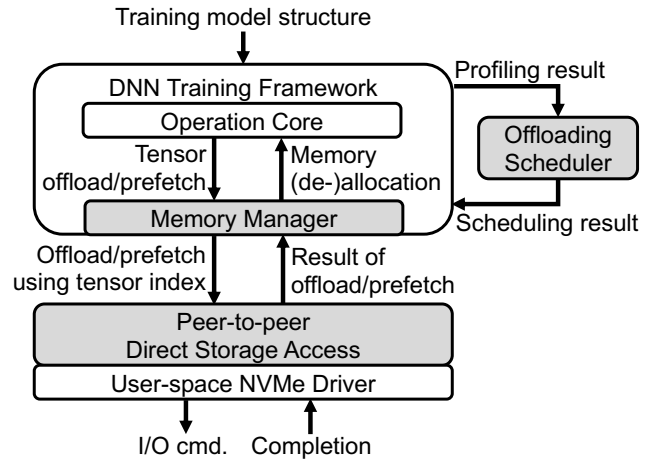 Training model structure
DNN Training Framework
Profiling result
Operation Core
Offloading
Scheduler
Tensor
offload/prefetch
Memory
(de-)allocation
Memory Manager
Scheduling result
Offload/prefetch
using tensor index
Result of
offload/prefetch
Peer-to-peer
Direct Storage Access
User-space NVMe Driver
I/O cmd.
Completion